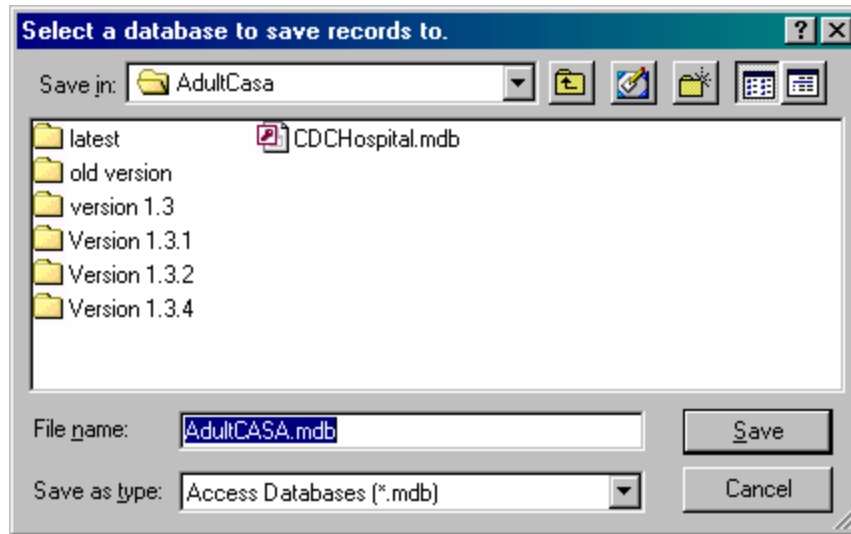 Select a database to save records to.
Save in: AdultCasa
latest
old version
version 1.3
Version 1.3.1
Version 1.3.2
Version 1.3.4
CDCHospital.mdb
File name: AdultCASA.mdb
Save
Save as type: Access Databases (*.mdb)
Cancel